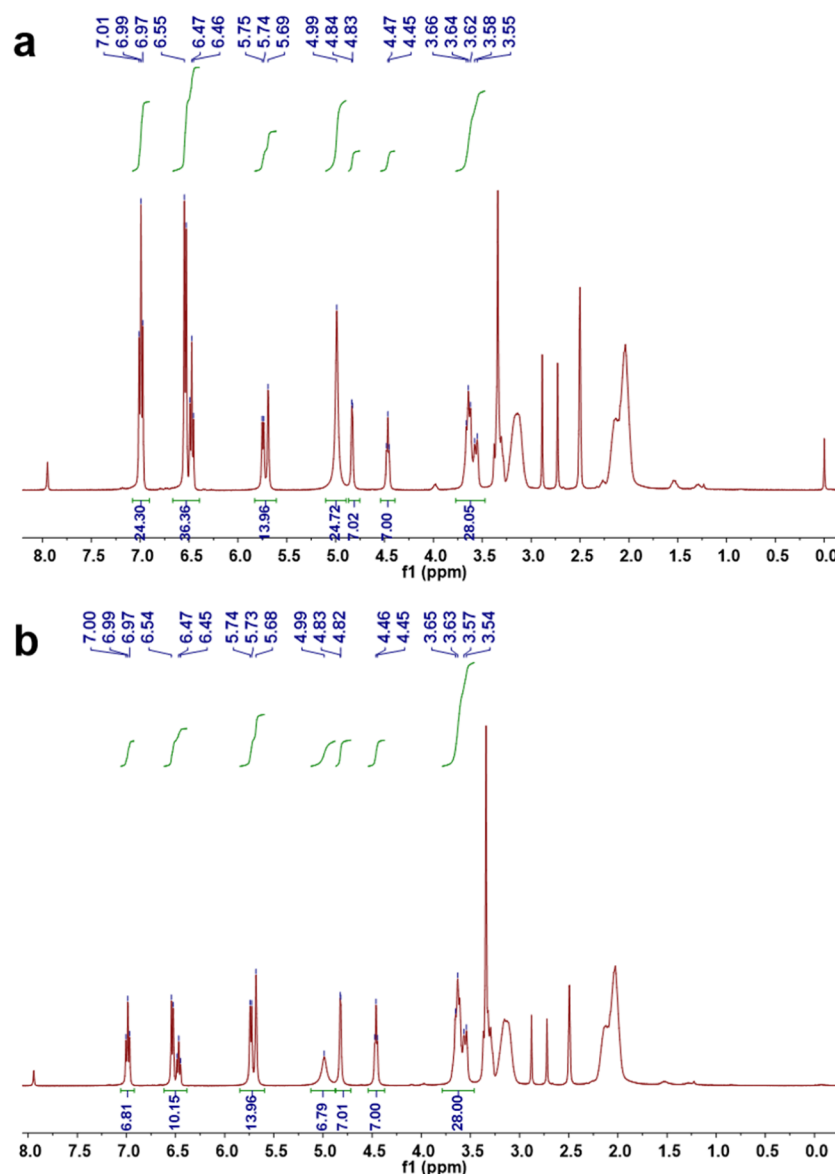 a
7.01 6.99 6.97 6.55 6.47 6.46 5.75 5.74 5.69 4.99 4.84 4.83 4.47 4.45 3.66 3.64 3.62 3.58 3.55
24.30 36.36 13.96 24.72 7.02 7.00 28.05
8.0 7.5 7.0 6.5 6.0 5.5 5.0 4.5 4.0 3.5 3.0 2.5 2.0 1.5 1.0 0.5 0.0
f1 (ppm)
b
7.00 6.99 6.97 6.54 6.47 6.45 5.74 5.73 5.68 4.99 4.83 4.82 4.46 4.45 3.65 3.63 3.57 3.54
6.81 10.15 13.96 6.79 7.01 7.00 28.00
8.0 7.5 7.0 6.5 6.0 5.5 5.0 4.5 4.0 3.5 3.0 2.5 2.0 1.5 1.0 0.5 0.0
f1 (ppm)